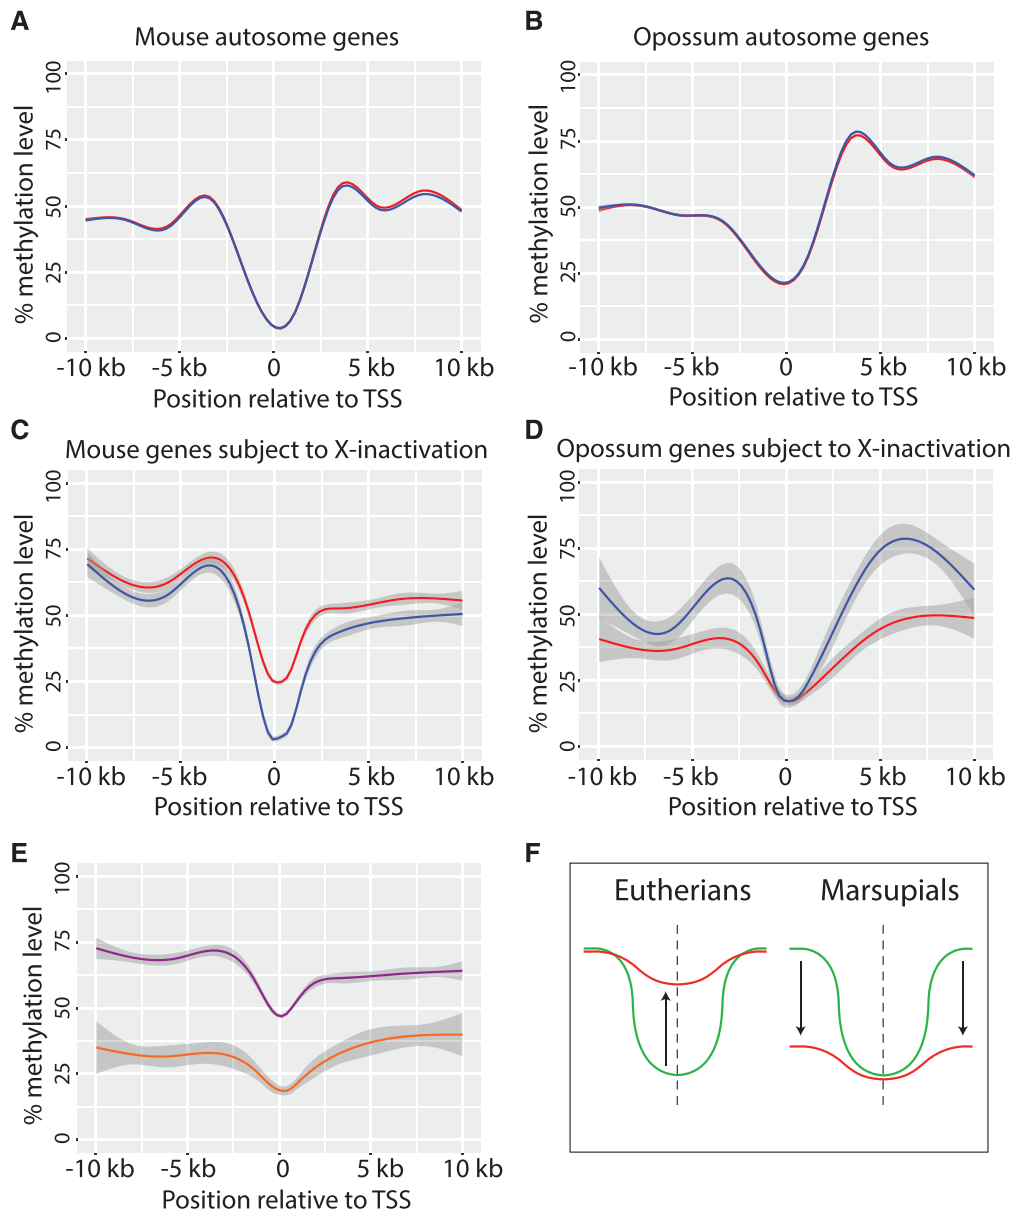 A
Mouse autosome genes
% methylation level
100
75
50
25
0
-10 kb -5 kb 0 5 kb 10 kb
Position relative to TSS
B
Opossum autosome genes
% methylation level
100
75
50
25
0
-10 kb -5 kb 0 5 kb 10 kb
Position relative to TSS
C
Mouse genes subject to X-inactivation
% methylation level
100
75
50
25
0
-10 kb -5 kb 0 5 kb 10 kb
Position relative to TSS
D
Opossum genes subject to X-inactivation
% methylation level
100
75
50
25
0
-10 kb -5 kb 0 5 kb 10 kb
Position relative to TSS
E
% methylation level
100
75
50
25
0
-10 kb -5 kb 0 5 kb 10 kb
Position relative to TSS
F
Eutherians Marsupials